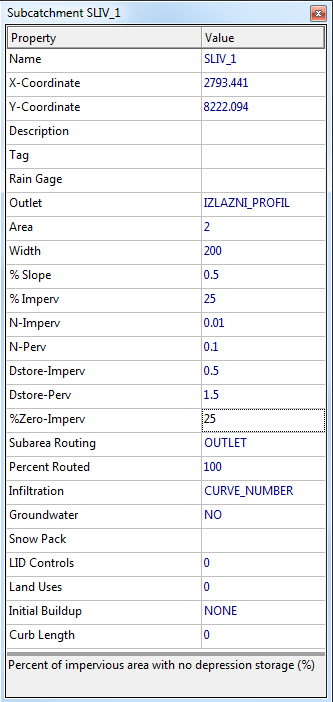 Subcatchment SLIV_1
Property Value
Name SLIV_1
X-Coordinate 2793.441
Y-Coordinate 8222.094
Description
Tag
Rain Gage
Outlet IZLAZNI_PROFIL
Area 2
Width 200
% Slope 0.5
% Imperv 25
N-Imperv 0.01
N-Perv 0.1
Dstore-Imperv 0.5
Dstore-Perv 1.5
%Zero-Imperv 25
Subarea Routing OUTLET
Percent Routed 100
Infiltration CURVE_NUMBER
Groundwater NO
Snow Pack
LID Controls 0
Land Uses 0
Initial Buildup NONE
Curb Length 0
Percent of impervious area with no depression storage (%)